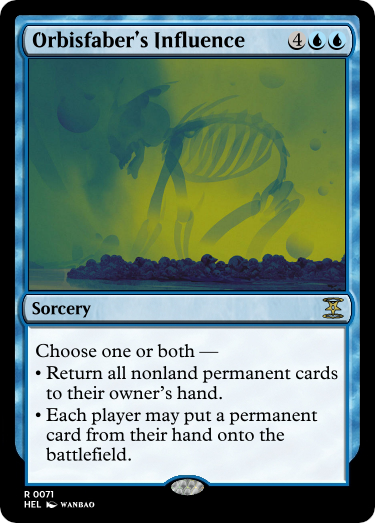 Orbisfaber's Influence 4
Sorcery
Choose one or both —
• Return all nonland permanent cards
to their owner's hand.
• Each player may put a permanent
card from their hand onto the
battlefield.
R 0071
HEL WANBAO